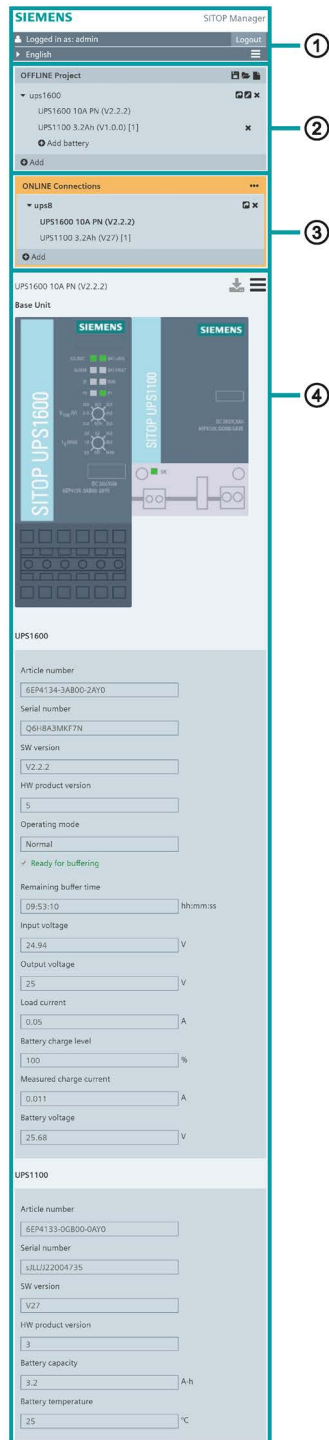 SIEMENS
SITOP Manager
Logged in as: admin Logout
English
1
OFFLINE Project
ups1600
UPS1600 10A PN (V2.2.2)
UPS1100 3.2Ah (V1.0.0) [1]
Add battery
Add
2
ONLINE Connections
ups8
UPS1600 10A PN (V2.2.2)
UPS1100 3.2Ah (V27) [1]
Add
3
UPS1600 10A PN (V2.2.2)
Base Unit
4
SIEMENS
SIEMENS
SITOP UPS1600
SITOP UPS1100
OK
UPS1600
Article number
6EP4134-3AB00-2AY0
Serial number
Q6H8A3MKF7N
SW version
V2.2.2
HW product version
5
Operating mode
Normal
✓ Ready for buffering
Remaining buffer time
09:53:10 hh:mm:ss
Input voltage
24.94 V
Output voltage
25 V
Load current
0.05 A
Battery charge level
100 %
Measured charge current
0.011 A
Battery voltage
25.68 V
UPS1100
Article number
6EP4133-0GB00-0AY0
Serial number
sJLL/J22004735
SW version
V27
HW product version
3
Battery capacity
3.2 A·h
Battery temperature
25 °C